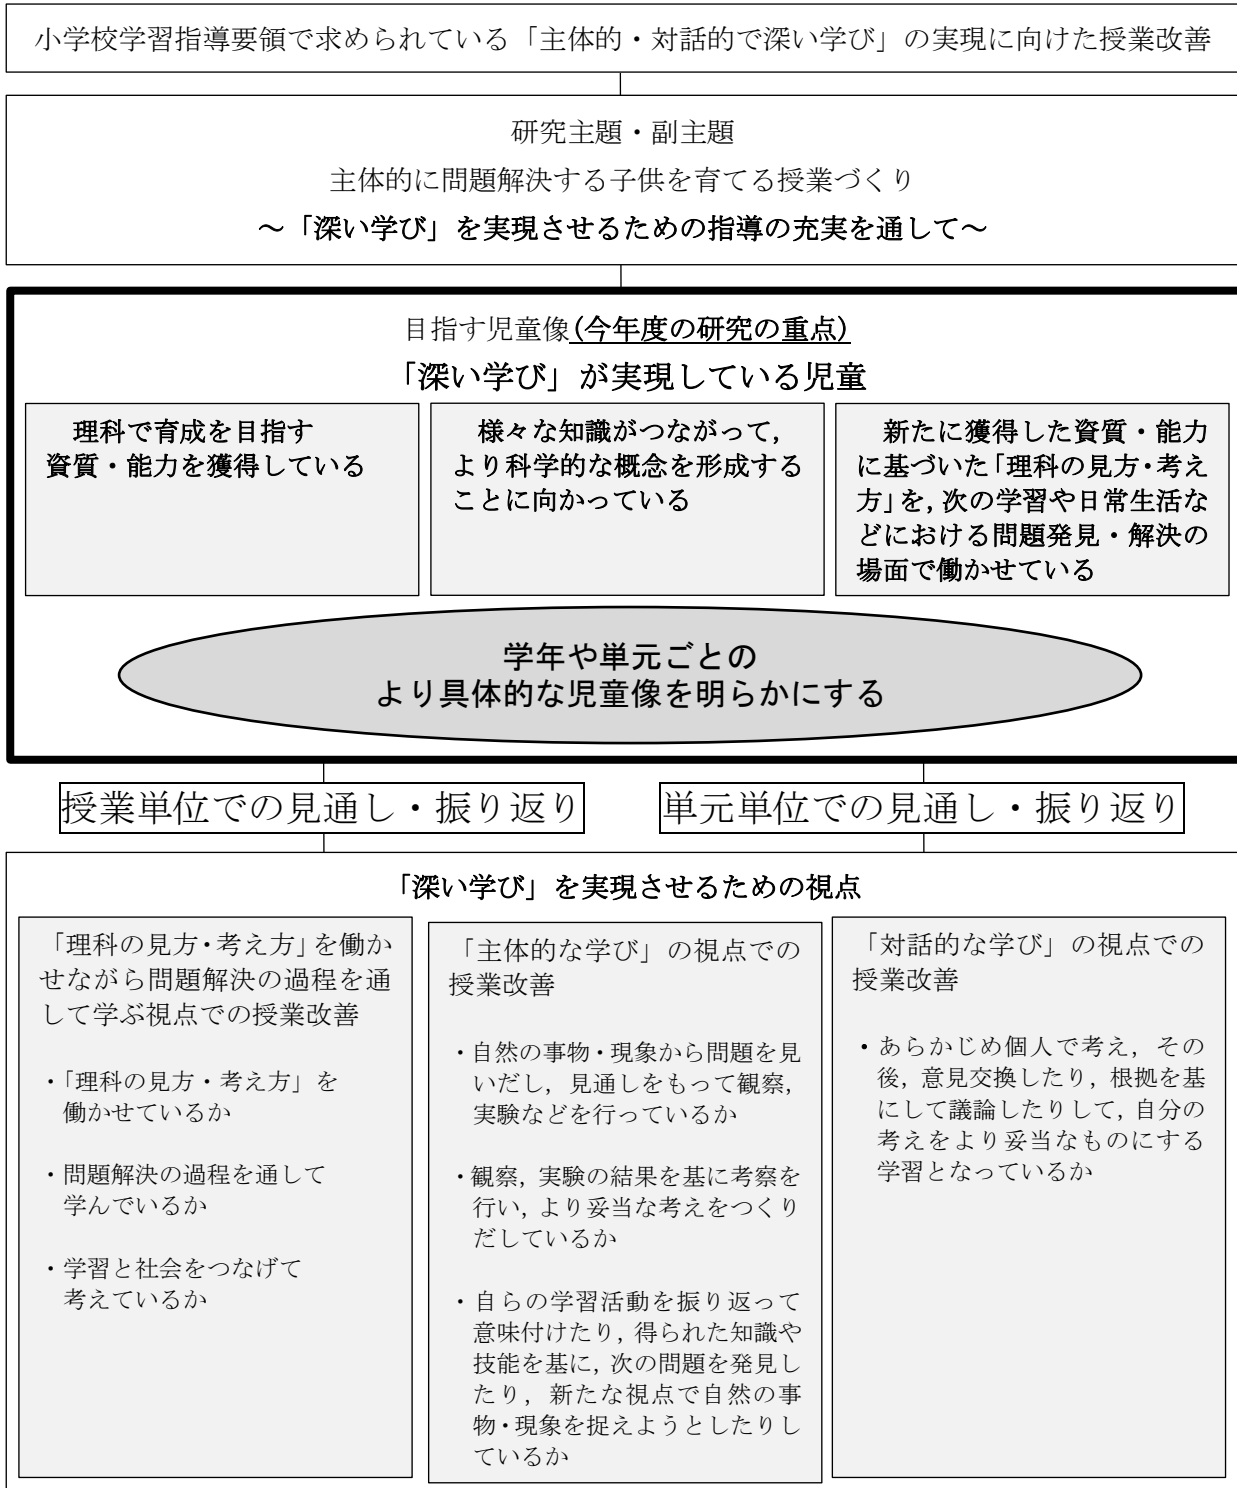 小学校学習指導要領で求められている「主体的・対話的で深い学び」の実現に向けた授業改善
研究主題・副主題
主体的に問題解決する子供を育てる授業づくり
～「深い学び」を実現させるための指導の充実を通して～
目指す児童像(今年度の研究の重点)
「深い学び」が実現している児童
理科で育成を目指す
資質・能力を獲得している
様々な知識がつながって，
より科学的な概念を形成する
ことに向かっている
新たに獲得した資質・能力
に基づいた「理科の見方・考え
方」を，次の学習や日常生活な
どにおける問題発見・解決の
場面で働かせている
学年や単元ごとの
より具体的な児童像を明らかにする
授業単位での見通し・振り返り
単元単位での見通し・振り返り
「深い学び」を実現させるための視点
「理科の見方・考え方」を働か
せながら問題解決の過程を通
して学ぶ視点での授業改善
・「理科の見方・考え方」を
働かせているか
・問題解決の過程を通して
学んでいるか
・学習と社会をつなげて
考えているか
「主体的な学び」の視点での
授業改善
・自然の事物・現象から問題を見
いだし，見通しをもって観察，
実験などを行っているか
・観察，実験の結果を基に考察を
行い，より妥当な考えをつくり
だしているか
・自らの学習活動を振り返って
意味付けたり，得られた知識や
技能を基に，次の問題を発見し
たり，新たな視点で自然の事
物・現象を捉えようとしたりし
ているか
「対話的な学び」の視点での
授業改善
・あらかじめ個人で考え，その
後，意見交換したり，根拠を基
にして議論したりして，自分の
考えをより妥当なものにする
学習となっているか